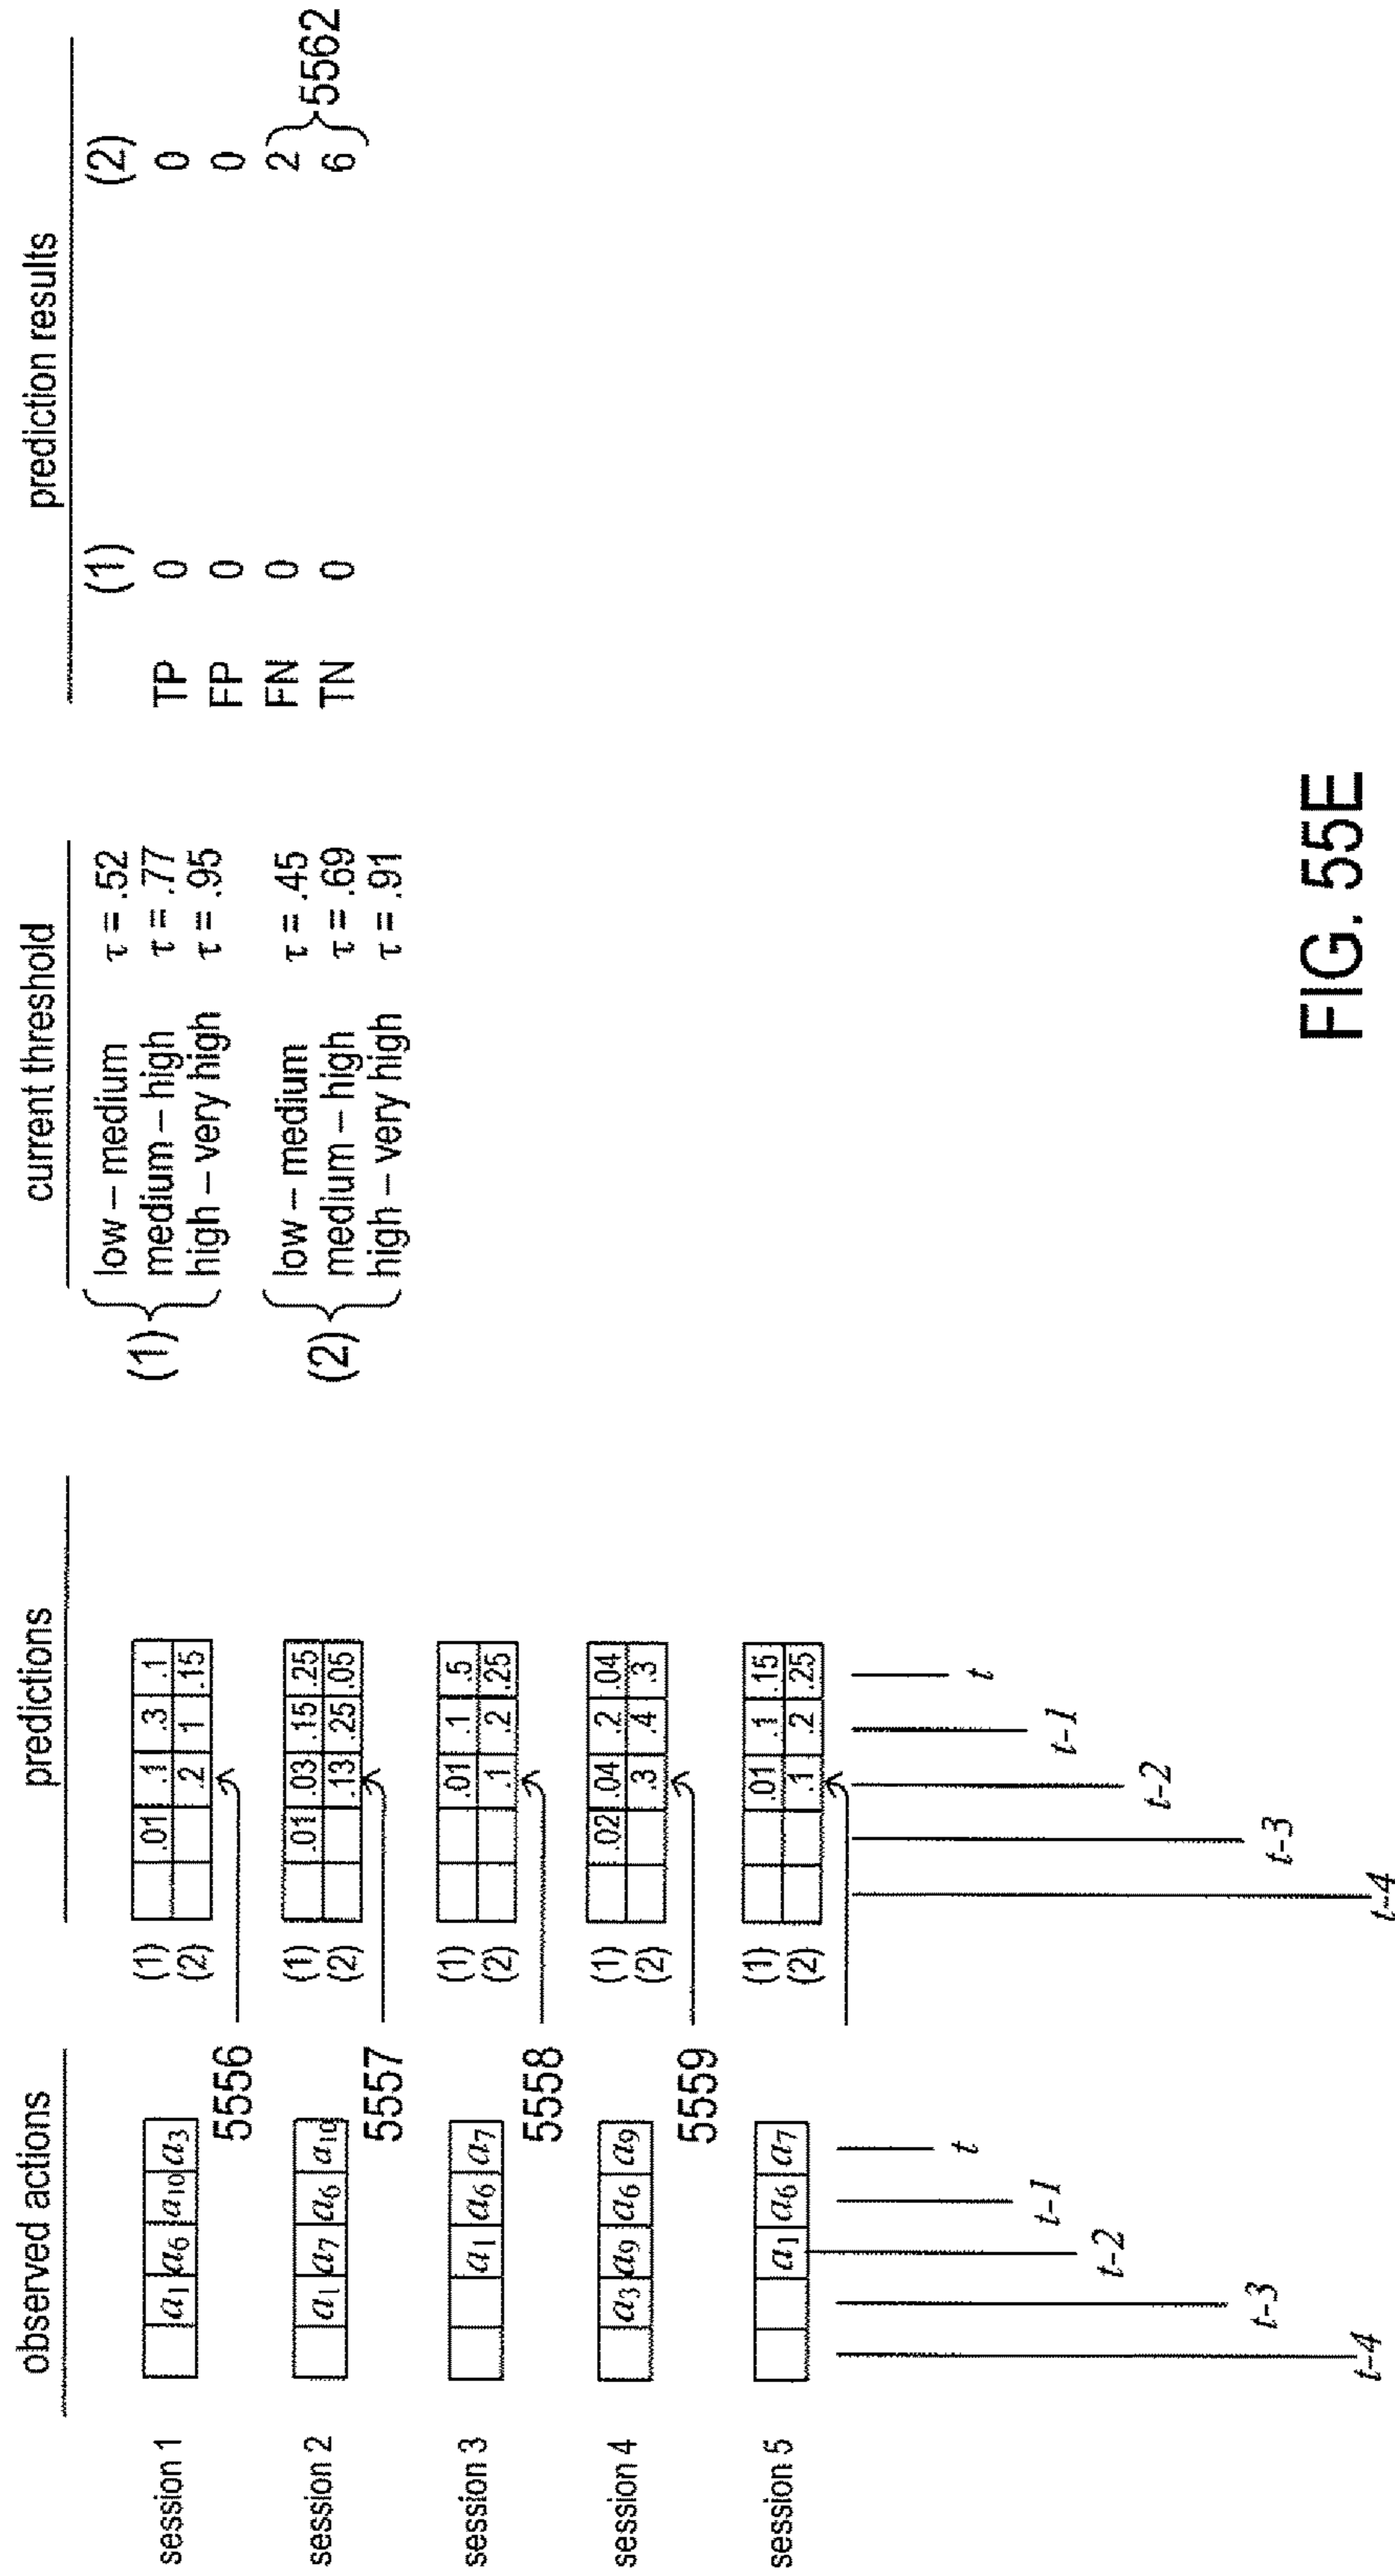 observed actions
predictions
current threshold
prediction results
session 1
a1 a6 a10 a3
5556
(1) .01 .1 .3 .1
(2) .2 .1 .15
session 2
a1 a7 a6 a10
5557
(1) .01 .03 .15 .25
(2) .13 .25 .05
session 3
a1 a6 a7
5558
(1) .01 .1 .5
(2) .1 .2 .25
session 4
a3 a9 a6 a9
5559
(1) .02 .04 .2 .04
(2) .3 .4 .3
session 5
a1 a6 a7
(1) .01 .1 .15
(2) .1 .2 .25
t-4 t-3 t-2 t-1 t
t-4 t-3 t-2 t-1 t
(1)
low – medium τ = .52
medium – high τ = .77
high – very high τ = .95
(2)
low – medium τ = .45
medium – high τ = .69
high – very high τ = .91
(1) (2)
TP 0 0
FP 0 0
FN 0 2
TN 0 6
5562
FIG. 55E